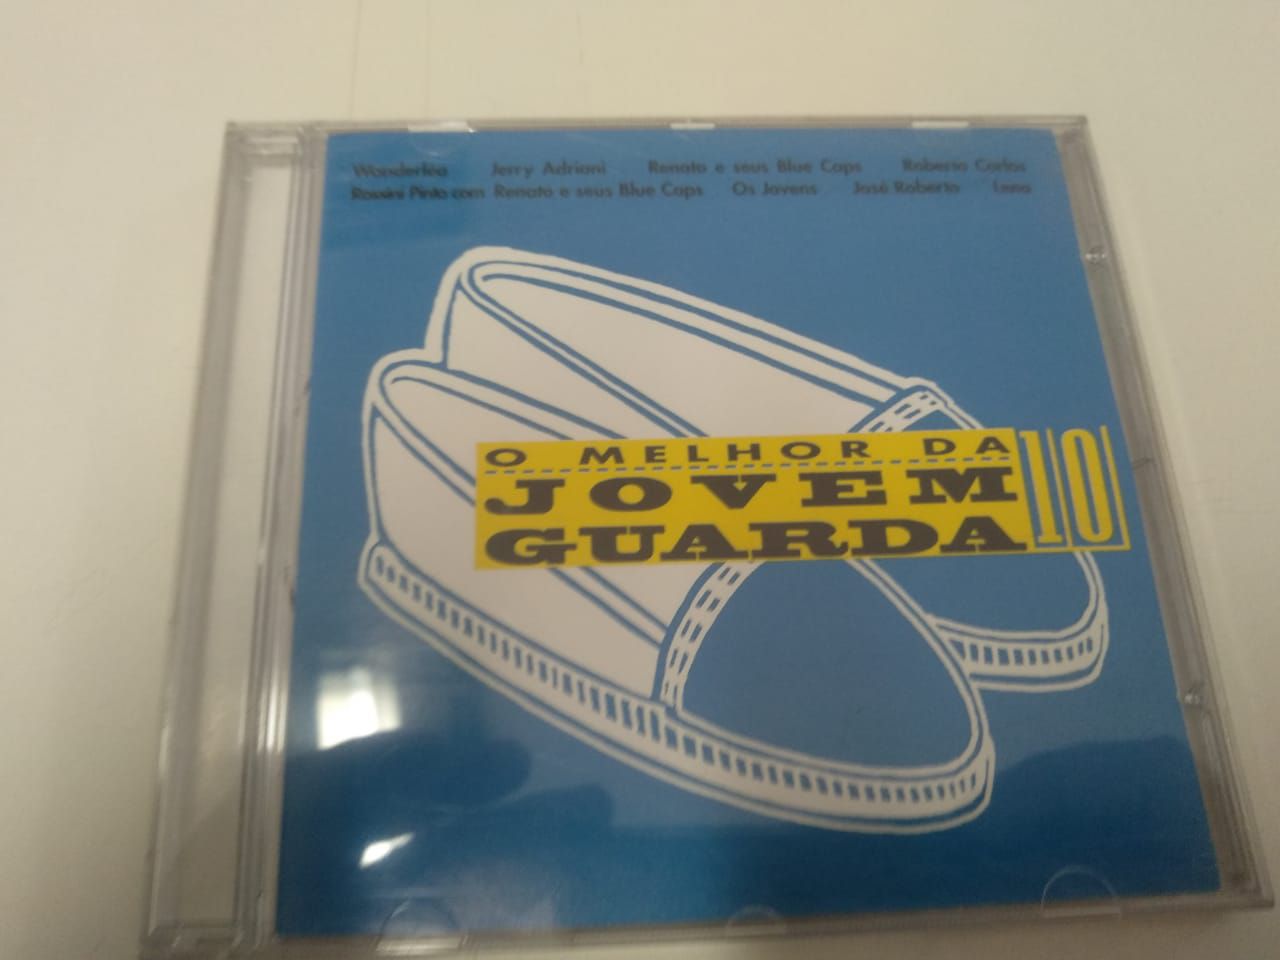 Wanderléa Jerry Adriani Renato e seus Blue Caps Roberto Carlos
Rossini Pinto com Renato e seus Blue Caps Os Jovens José Roberto Leno
O MELHOR DA
JOVEM
GUARDA 10